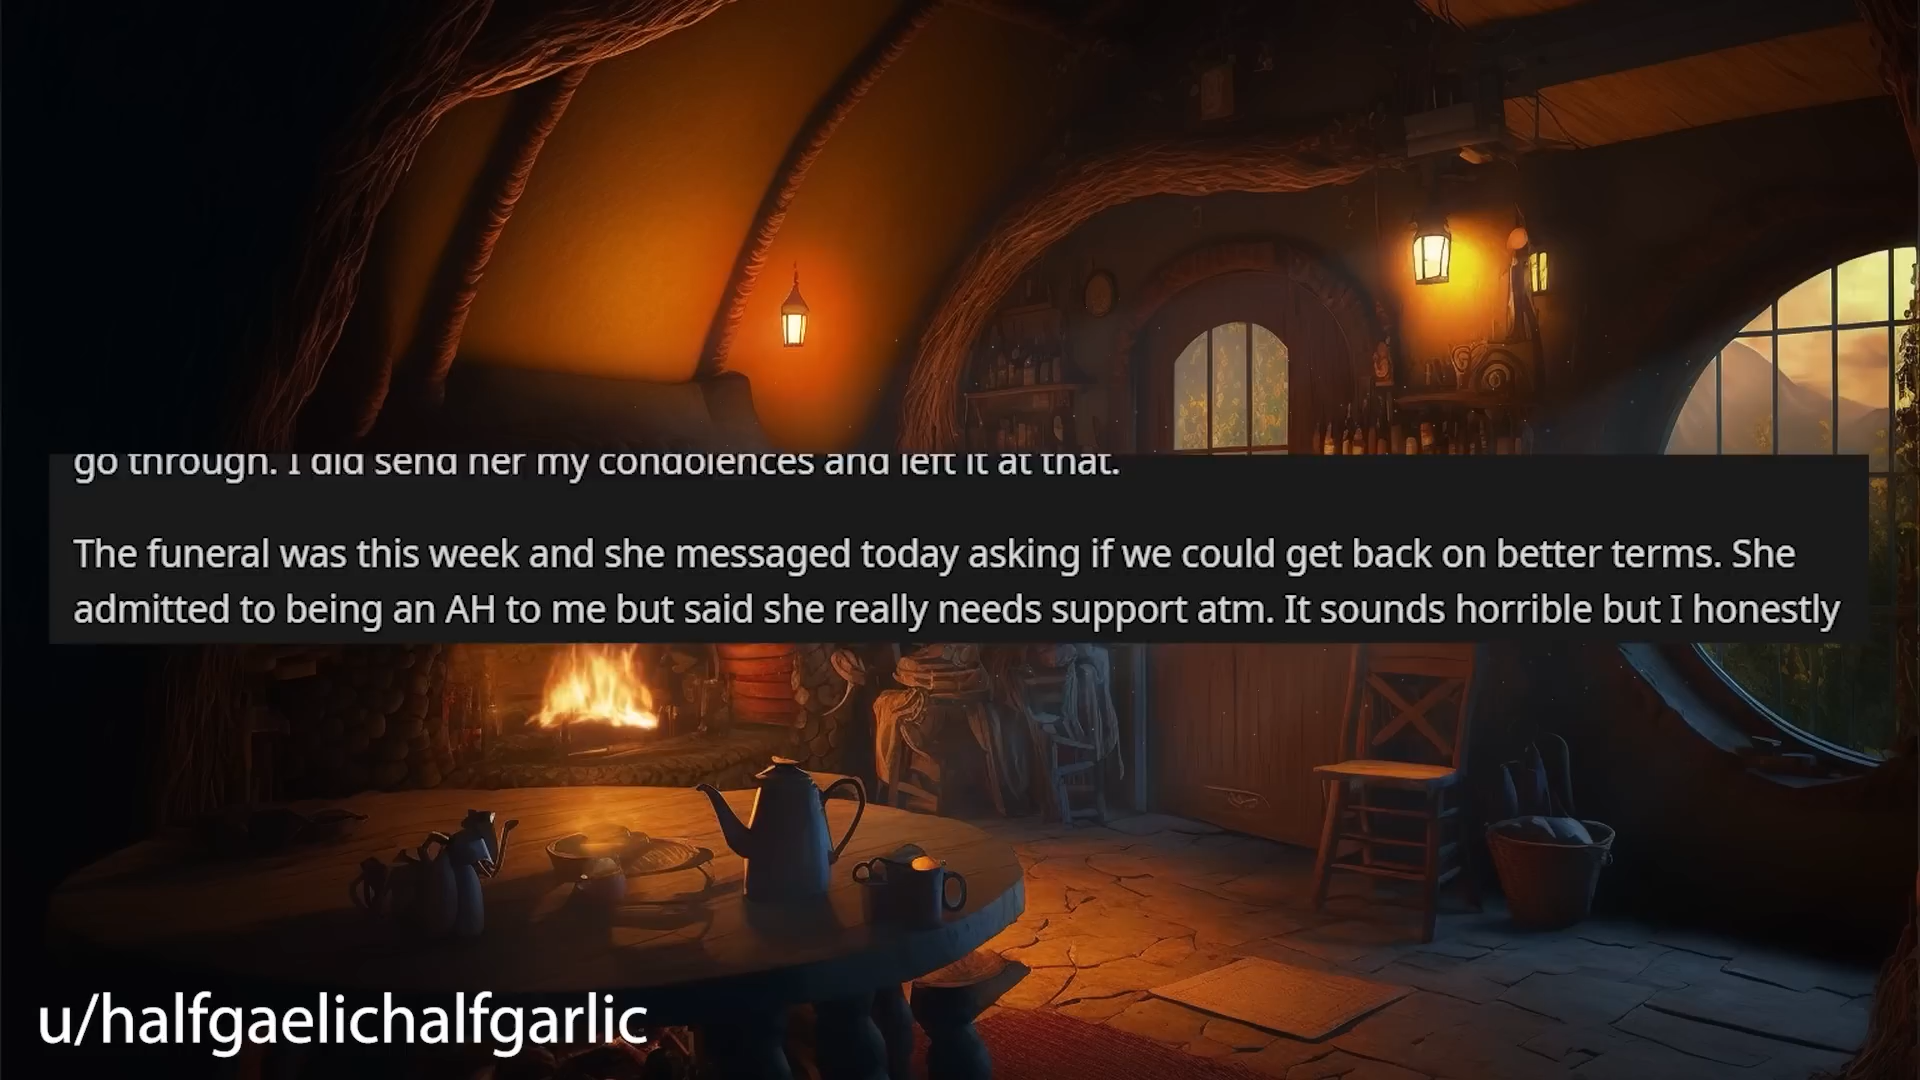 go through. I did send her my condolences and left it at that.
The funeral was this week and she messaged today asking if we could get back on better terms. She
admitted to being an AH to me but said she really needs support atm. It sounds horrible but I honestly
u/halfgaelichalfgarlic